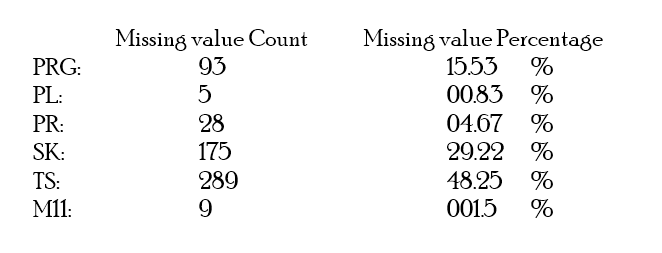 Missing value Count Missing value Percentage
PRG: 93 15.53 %
PL: 5 00.83 %
PR: 28 04.67 %
SK: 175 29.22 %
TS: 289 48.25 %
M11: 9 001.5 %